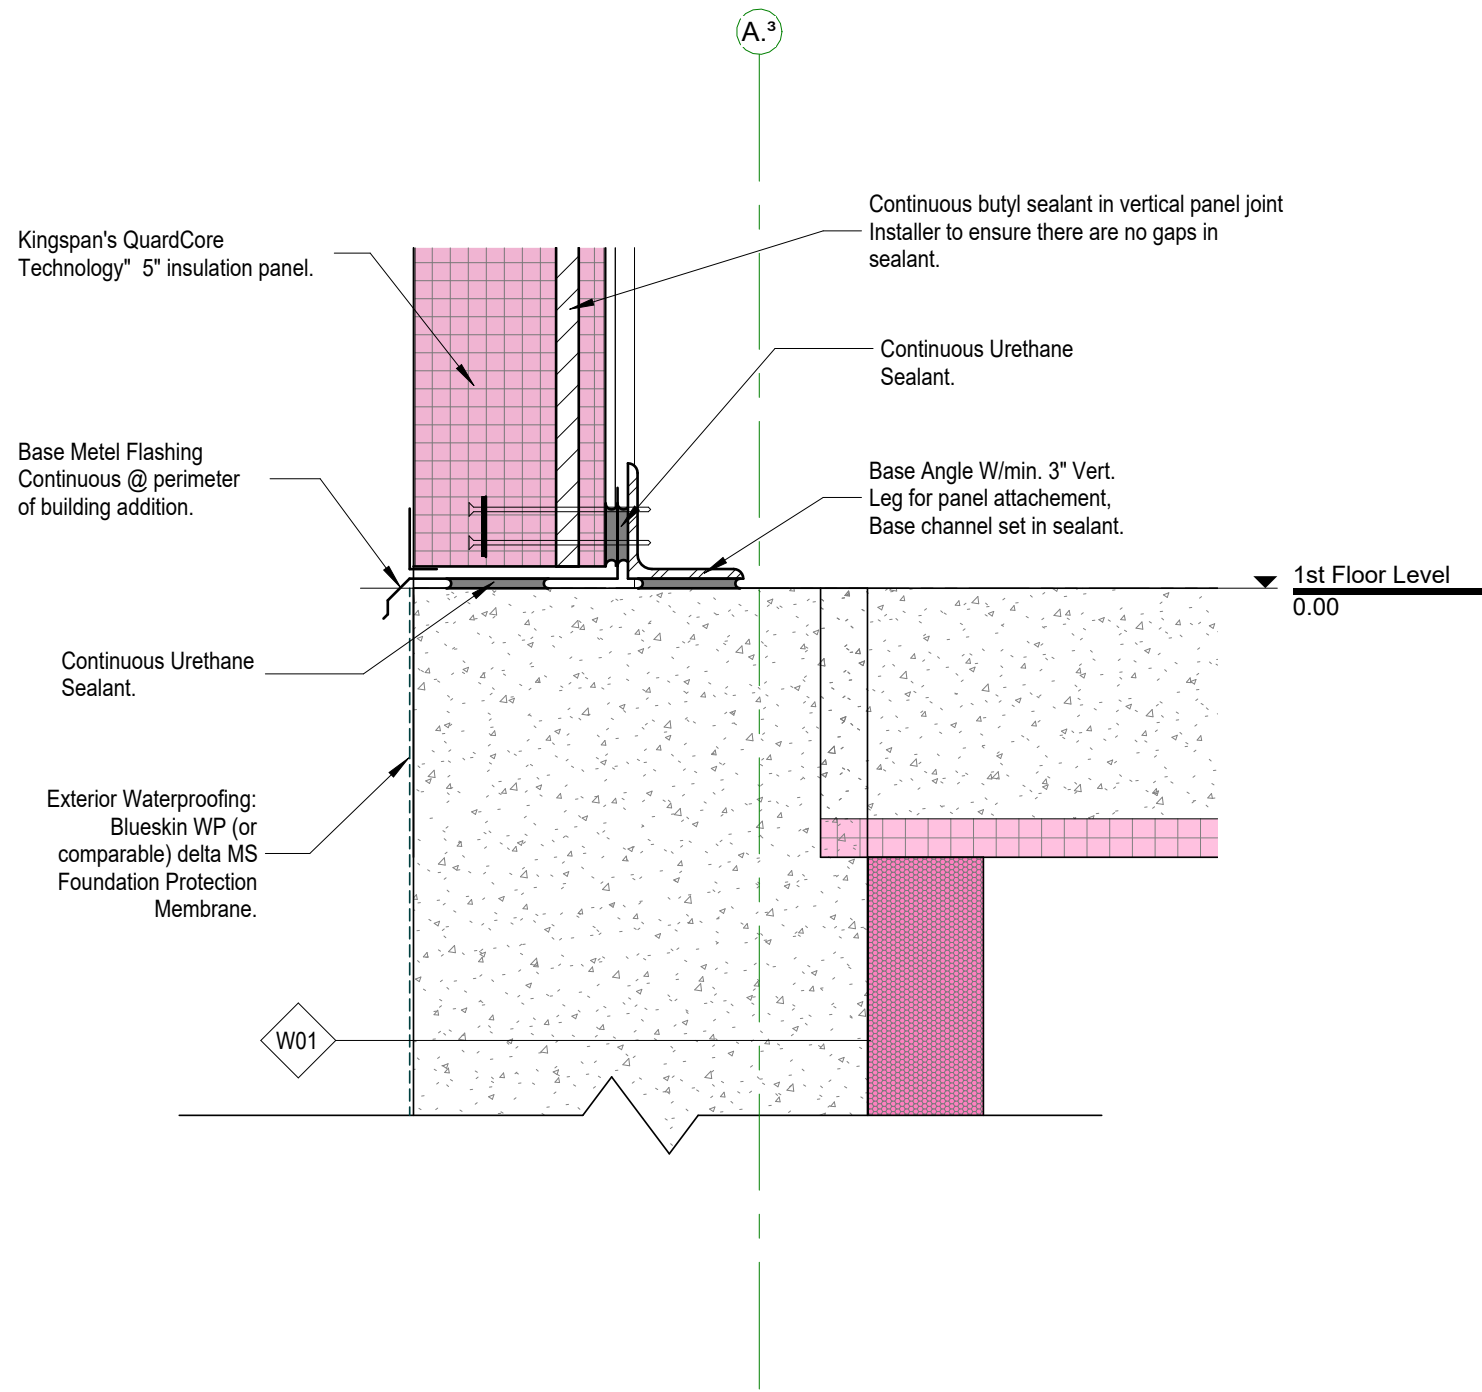 A.³
Kingspan's QuardCore
Technology" 5" insulation panel.
Continuous butyl sealant in vertical panel joint
Installer to ensure there are no gaps in
sealant.
Continuous Urethane
Sealant.
Base Metel Flashing
Continuous @ perimeter
of building addition.
Base Angle W/min. 3" Vert.
Leg for panel attachement,
Base channel set in sealant.
1st Floor Level
0.00
Continuous Urethane
Sealant.
Exterior Waterproofing:
Blueskin WP (or
comparable) delta MS
Foundation Protection
Membrane.
W01